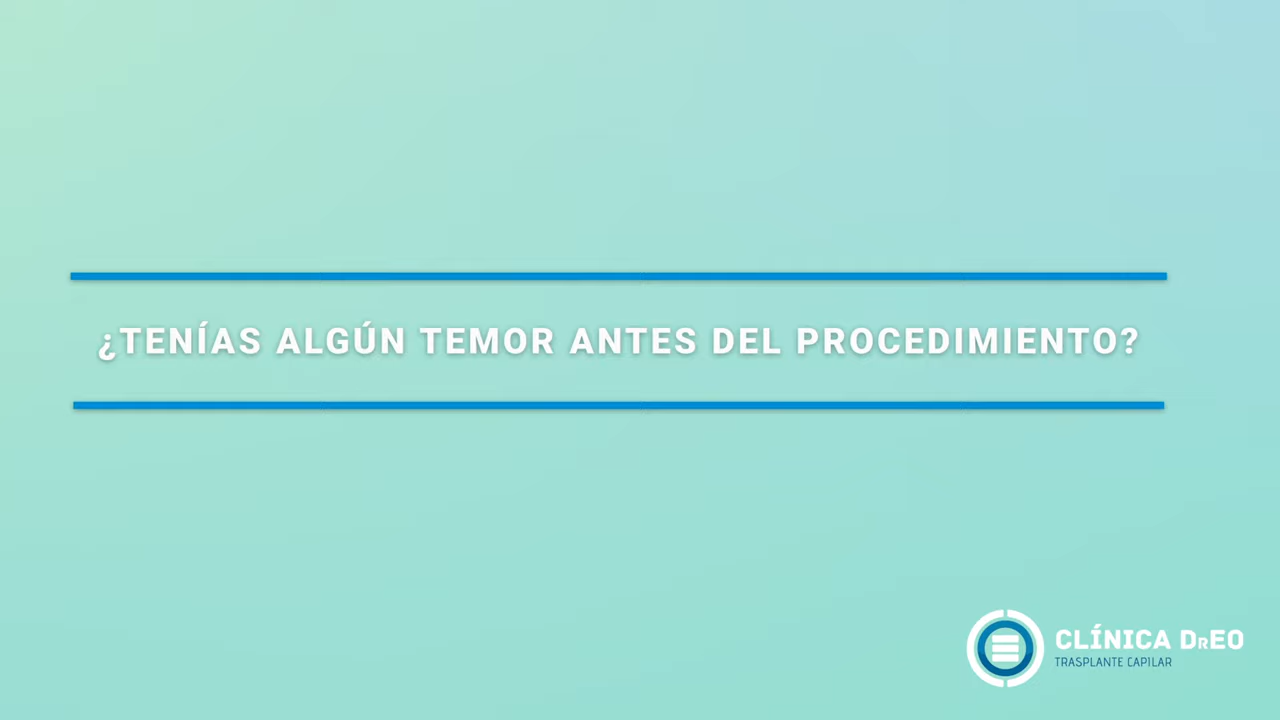 ¿TENÍAS ALGÚN TEMOR ANTES DEL PROCEDIMIENTO?
CLÍNICA DrEO
TRASPLANTE CAPILAR